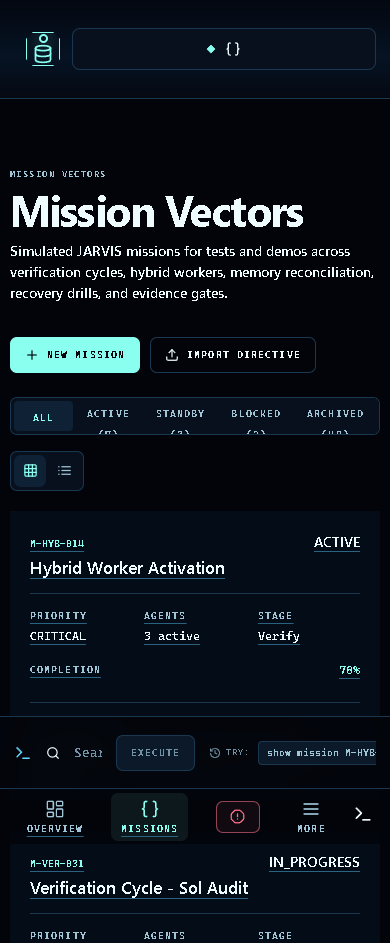 {}
MISSION VECTORS
Mission Vectors
Simulated JARVIS missions for tests and demos across
verification cycles, hybrid workers, memory reconciliation,
recovery drills, and evidence gates.
+ NEW MISSION
IMPORT DIRECTIVE
ALL ACTIVE STANDBY BLOCKED ARCHIVED
M-HYB-014 ACTIVE
Hybrid Worker Activation
PRIORITY AGENTS STAGE
CRITICAL 3 active Verify
COMPLETION 78%
Sear EXECUTE TRY: show mission M-HYB
OVERVIEW {} MISSIONS MORE
M-VER-031 IN_PROGRESS
Verification Cycle - Sol Audit
PRIORITY AGENTS STAGE